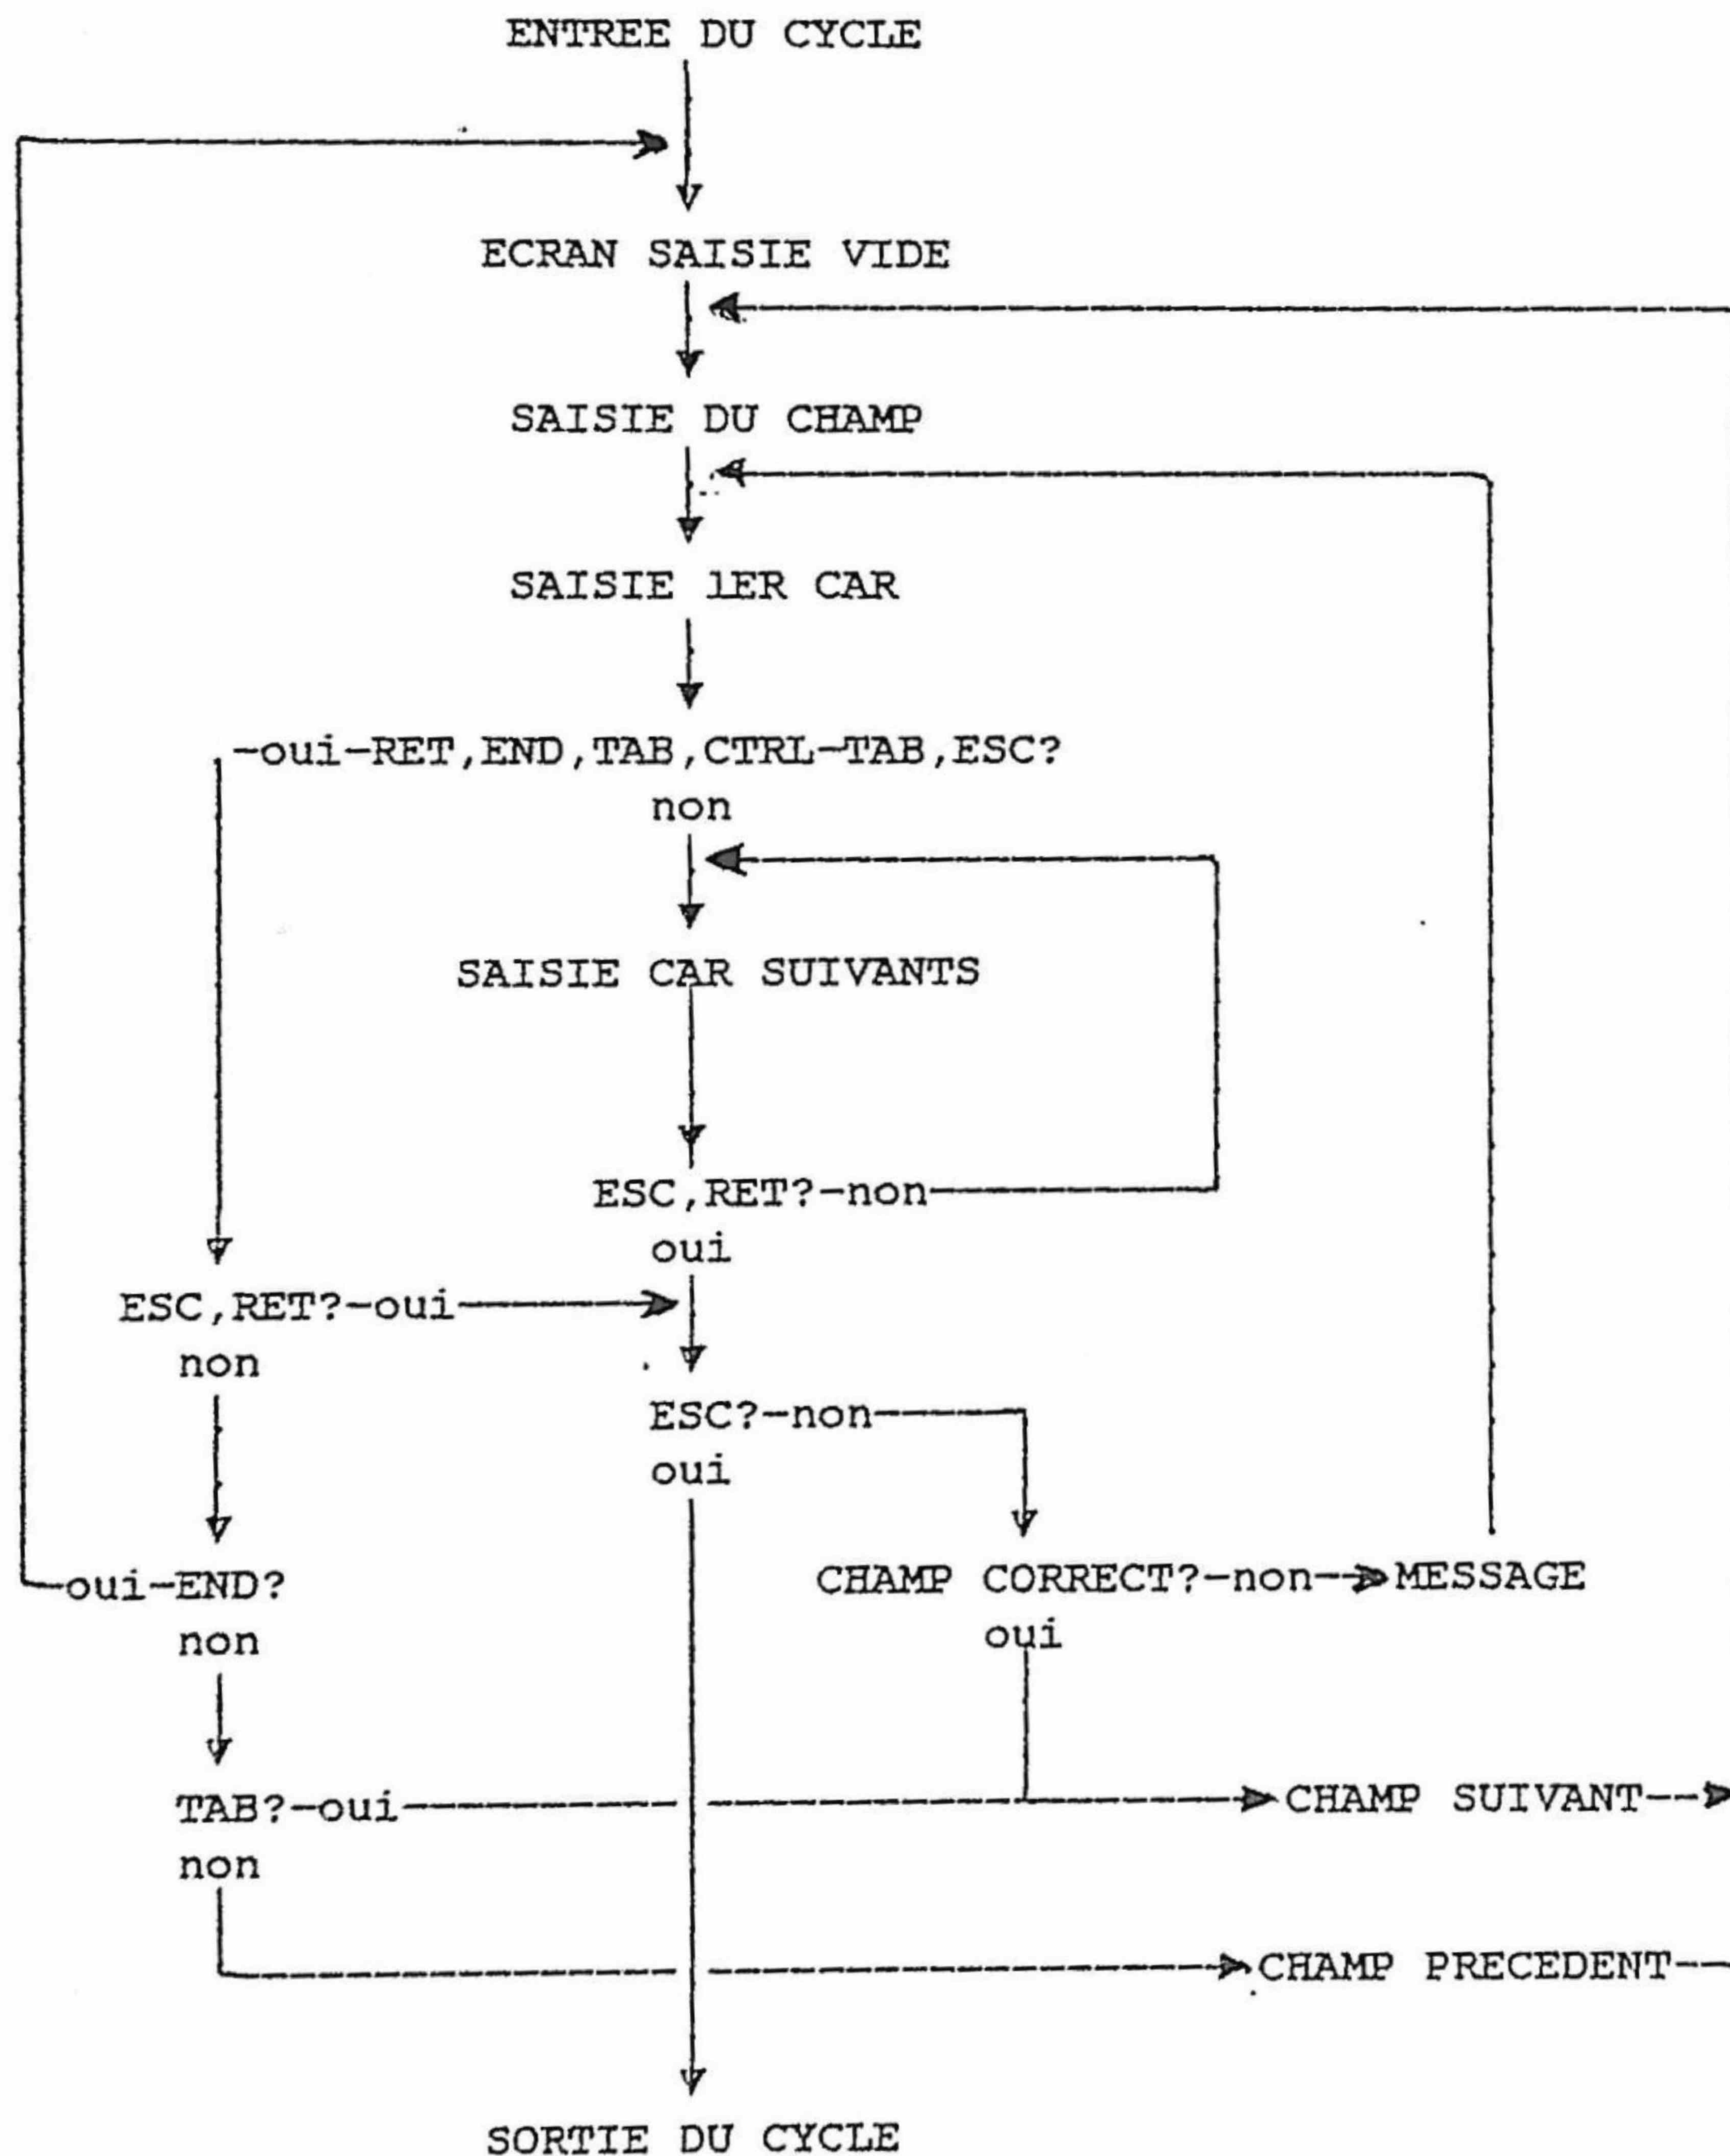 ENTREE DU CYCLE
ECRAN SAISIE VIDE
SAISIE DU CHAMP
SAISIE 1ER CAR
-oui-RET,END,TAB,CTRL-TAB,ESC?
non
SAISIE CAR SUIVANTS
ESC,RET?-non
oui
ESC,RET?-oui
non
ESC?-non
oui
oui-END?
non
CHAMP CORRECT?-non-->MESSAGE
oui
TAB?-oui
CHAMP SUIVANT
non
CHAMP PRECEDENT
SORTIE DU CYCLE